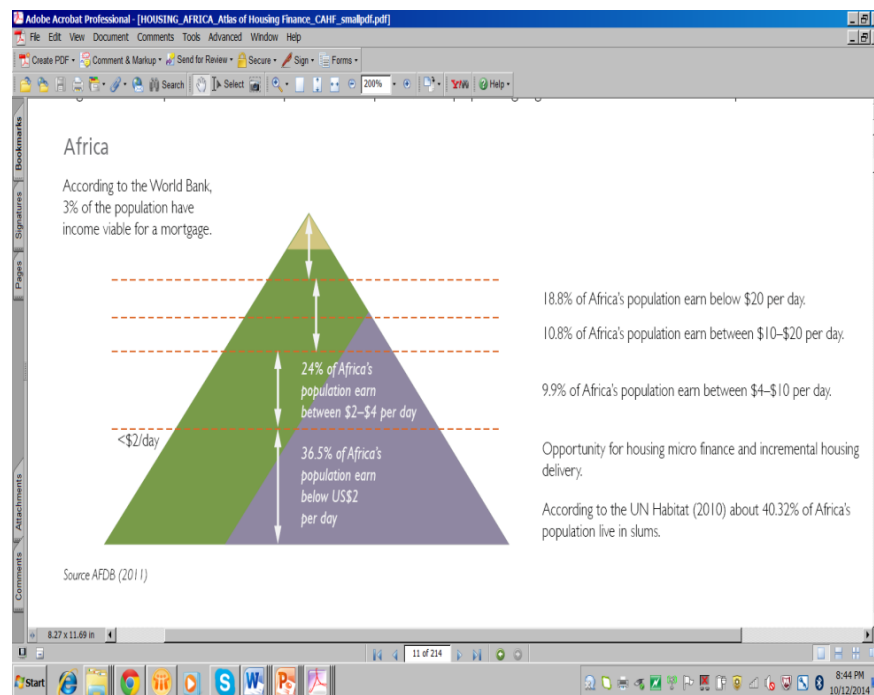 Adobe Acrobat Professional - [HOUSING_AFRICA_Atlas of Housing Finance_CAHF_smallpdf.pdf]
File Edit View Document Comments Tools Advanced Window Help
Create PDF Comment & Markup Send for Review Secure Sign Forms
Search Select 200% Help
Bookmarks
Signatures
Pages
Attachments
Comments
Africa
According to the World Bank,
3% of the population have
income viable for a mortgage.
18.8% of Africa's population earn below $20 per day.
10.8% of Africa's population earn between $10–$20 per day.
24% of Africa's
population earn
between $2–$4 per day
9.9% of Africa's population earn between $4–$10 per day.
<$2/day
36.5% of Africa's
population earn
below US$2
per day
Opportunity for housing micro finance and incremental housing
delivery.
According to the UN Habitat (2010) about 40.32% of Africa's
population live in slums.
Source AFDB (2011)
8.27 x 11.69 in
11 of 214
Start
8:44 PM
10/12/2014